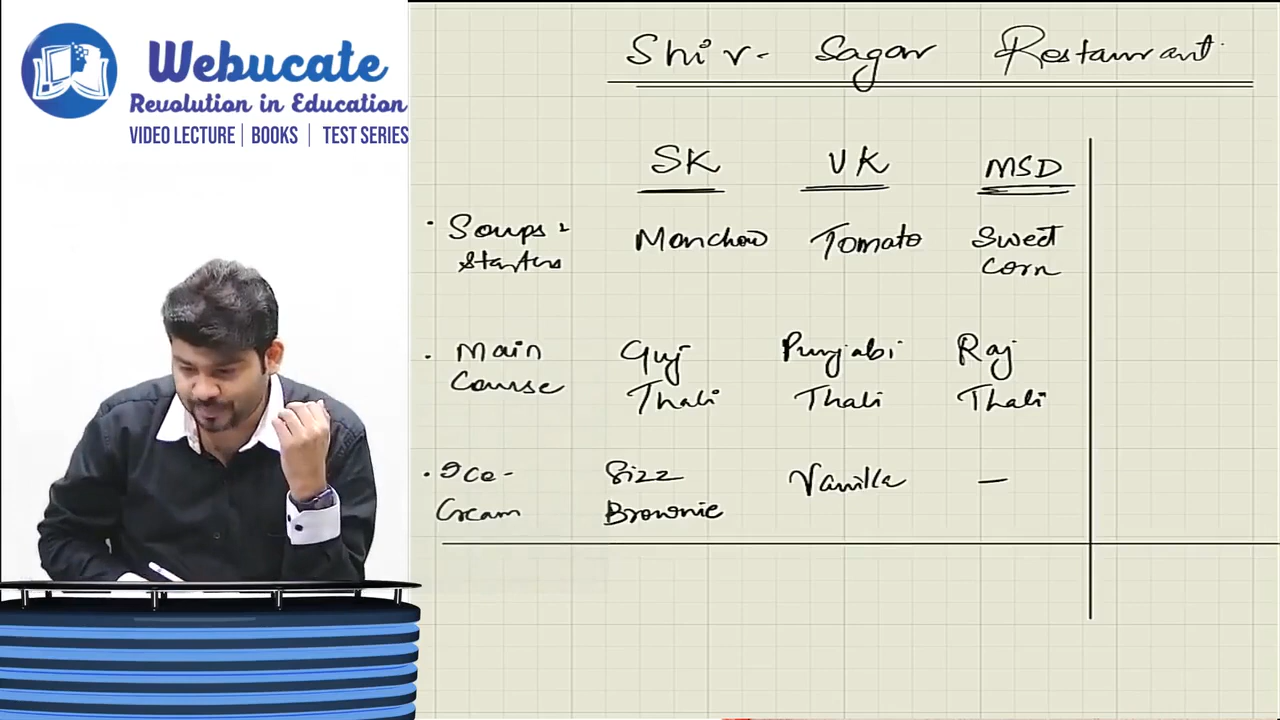 Webucate
Revolution in Education
VIDEO LECTURE | BOOKS | TEST SERIES
Shiv-Sagar Restaurant
SK VK MSD
• Soups & Starters Manchow Tomato Sweet Corn
• Main Course Guj Thali Punjabi Thali Raj Thali
• Ice-Cream Sizz Brownie Vanilla —